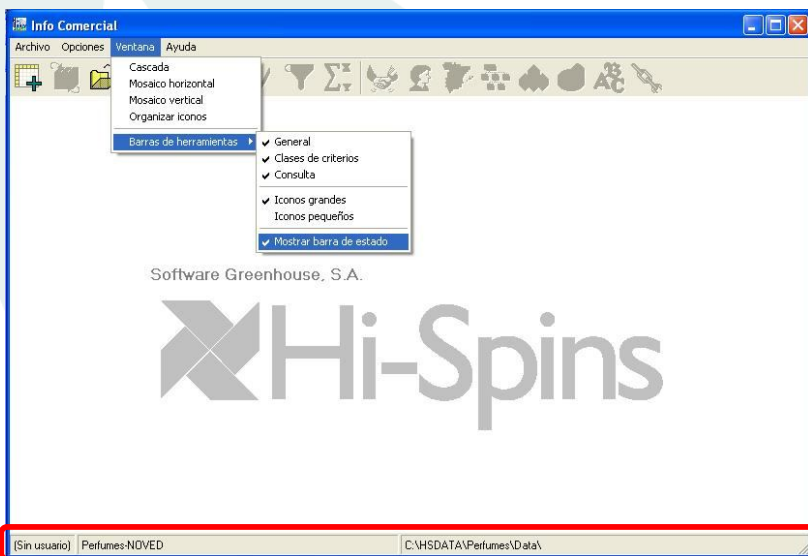 Info Comercial
Archivo Opciones Ventana Ayuda
Cascada
Mosaico horizontal
Mosaico vertical
Organizar iconos
Barras de herramientas
General
Clases de criterios
Consulta
Iconos grandes
Iconos pequeños
Mostrar barra de estado
Software Greenhouse, S.A.
Hi-Spins
(Sin usuario) Perfumes-NOVED C:\HSDATA\Perfumes\Data\